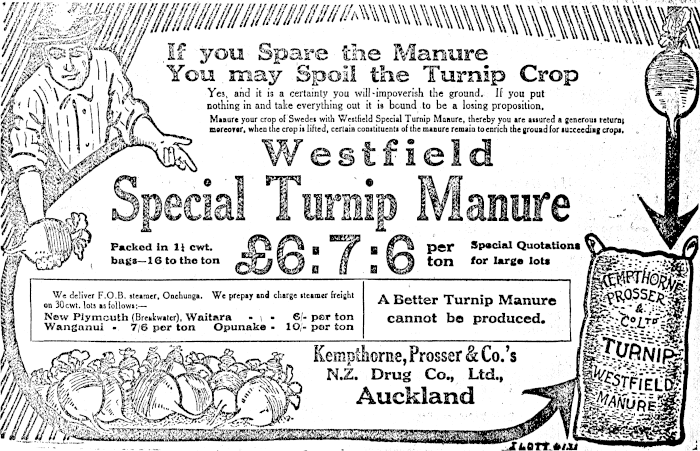 If you Spare the Manure
You may Spoil the Turnip Crop
Yes, and it is a certainty you will impoverish the ground. If you put
nothing in and take everything out it is bound to be a losing proposition.
Manure your crop of Swedes with Westfield Special Turnip Manure, thereby you are assured a generous return;
moreover, when the crop is lifted, certain constituents of the manure remain to enrich the ground for succeeding crops.
Westfield
Special Turnip Manure
Packed in 1¼ cwt.
bags—16 to the ton
£6:7:6
per
ton
Special Quotations
for large lots
We deliver F.O.B. steamer, Onehunga. We prepay and charge steamer freight
on 30 cwt. lots as follows:—
New Plymouth (Breakwater), Waitara - - 6/- per ton
Wanganui - 7/6 per ton Opunake - 10/- per ton
A Better Turnip Manure
cannot be produced.
Kempthorne, Prosser & Co.'s
N.Z. Drug Co., Ltd.,
Auckland
KEMPTHORNE
PROSSER
&
CO LTD
TURNIP
WESTFIELD
MANURE